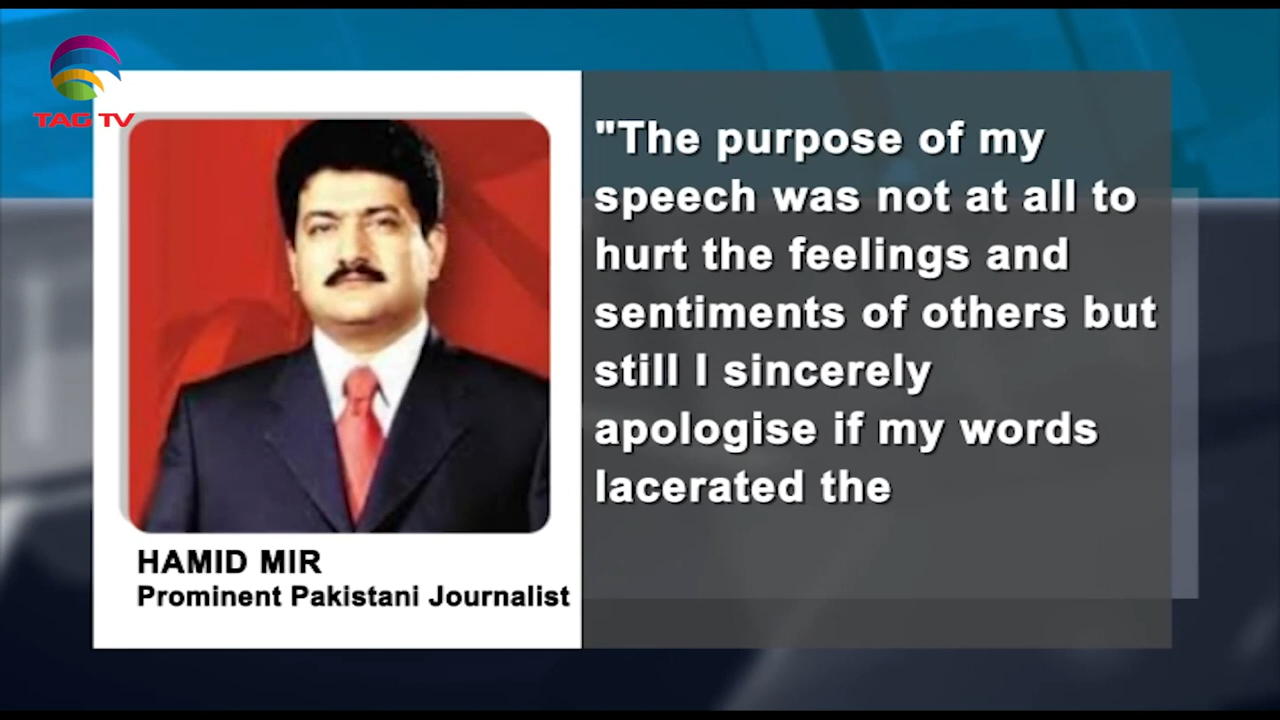 TAG TV
"The purpose of my
speech was not at all to
hurt the feelings and
sentiments of others but
still I sincerely
apologise if my words
lacerated the
HAMID MIR
Prominent Pakistani Journalist